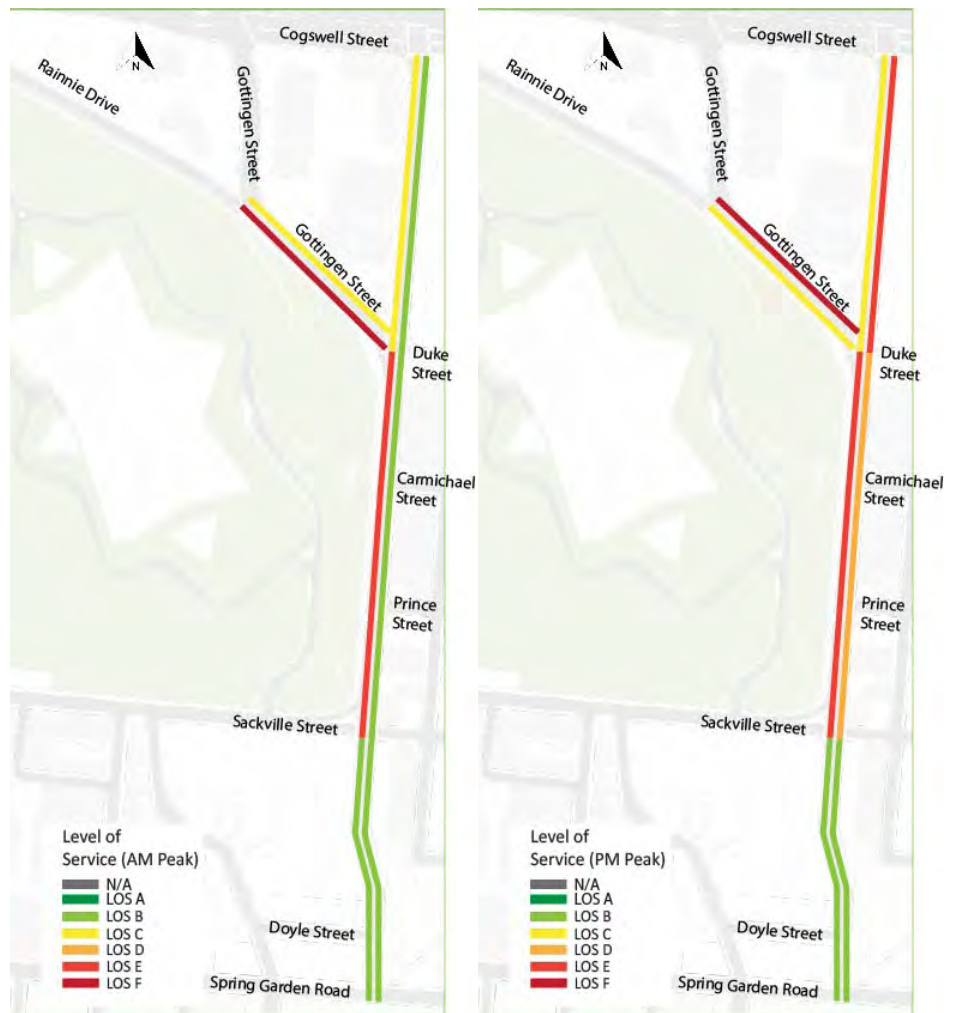 Cogswell Street
Rainnie Drive
N
Gottingen Street
Gottingen Street
Duke
Street
Carmichael
Street
Prince
Street
Sackville Street
Level of
Service (AM Peak)
N/A
LOS A
LOS B
LOS C
LOS D
LOS E
LOS F
Doyle Street
Spring Garden Road
Cogswell Street
Rainnie Drive
N
Gottingen Street
Gottingen Street
Duke
Street
Carmichael
Street
Prince
Street
Sackville Street
Level of
Service (PM Peak)
N/A
LOS A
LOS B
LOS C
LOS D
LOS E
LOS F
Doyle Street
Spring Garden Road